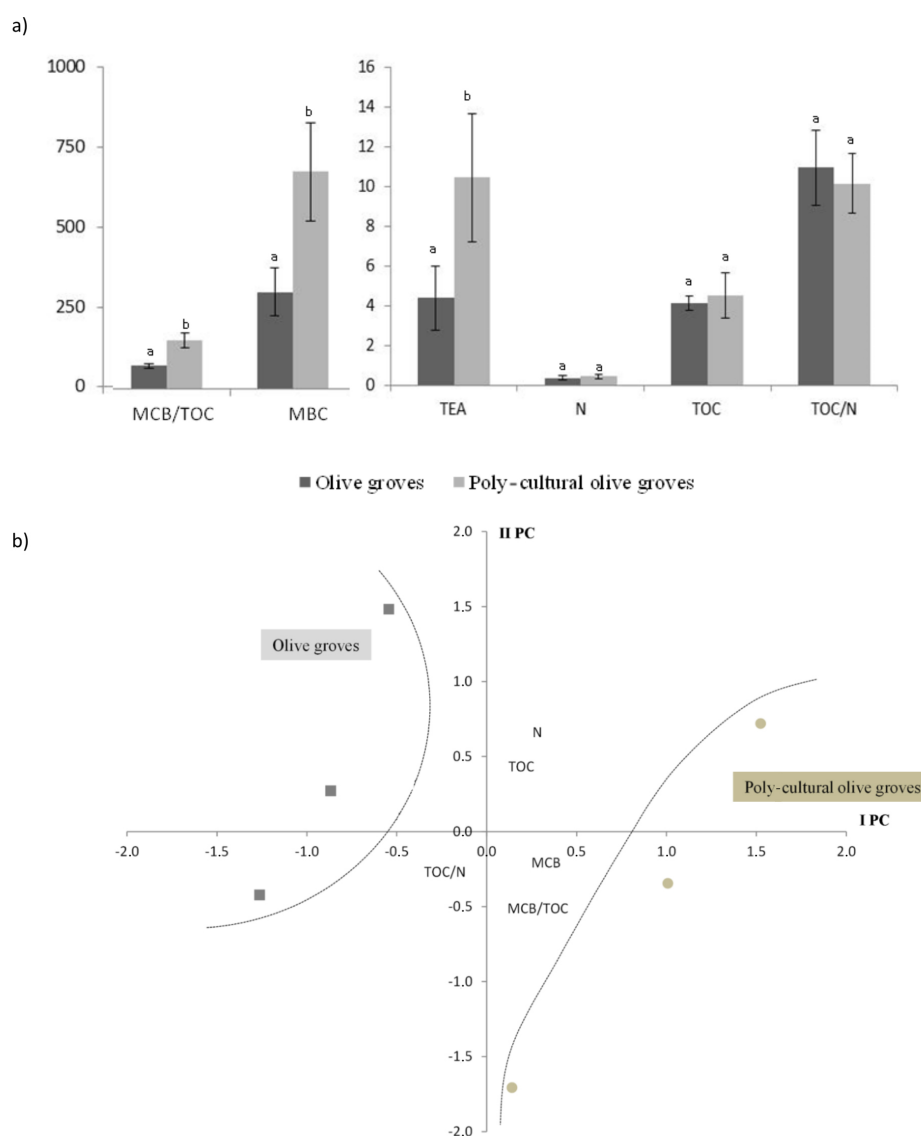 a)
1000
750
500
250
0
a
b
a
b
MCB/TOC
MBC
16
14
12
10
8
6
4
2
0
a
b
a
a
a
a
a
a
TEA
N
TOC
TOC/N
Olive groves
Poly-cultural olive groves
b)
2.0
II PC
1.5
Olive groves
1.0
N
0.5
TOC
Poly-cultural olive groves
I PC
0.0
-2.0 -1.5 -1.0 -0.5 0.0 0.5 1.0 1.5 2.0
TOC/N
MCB
-0.5
MCB/TOC
-1.0
-1.5
-2.0